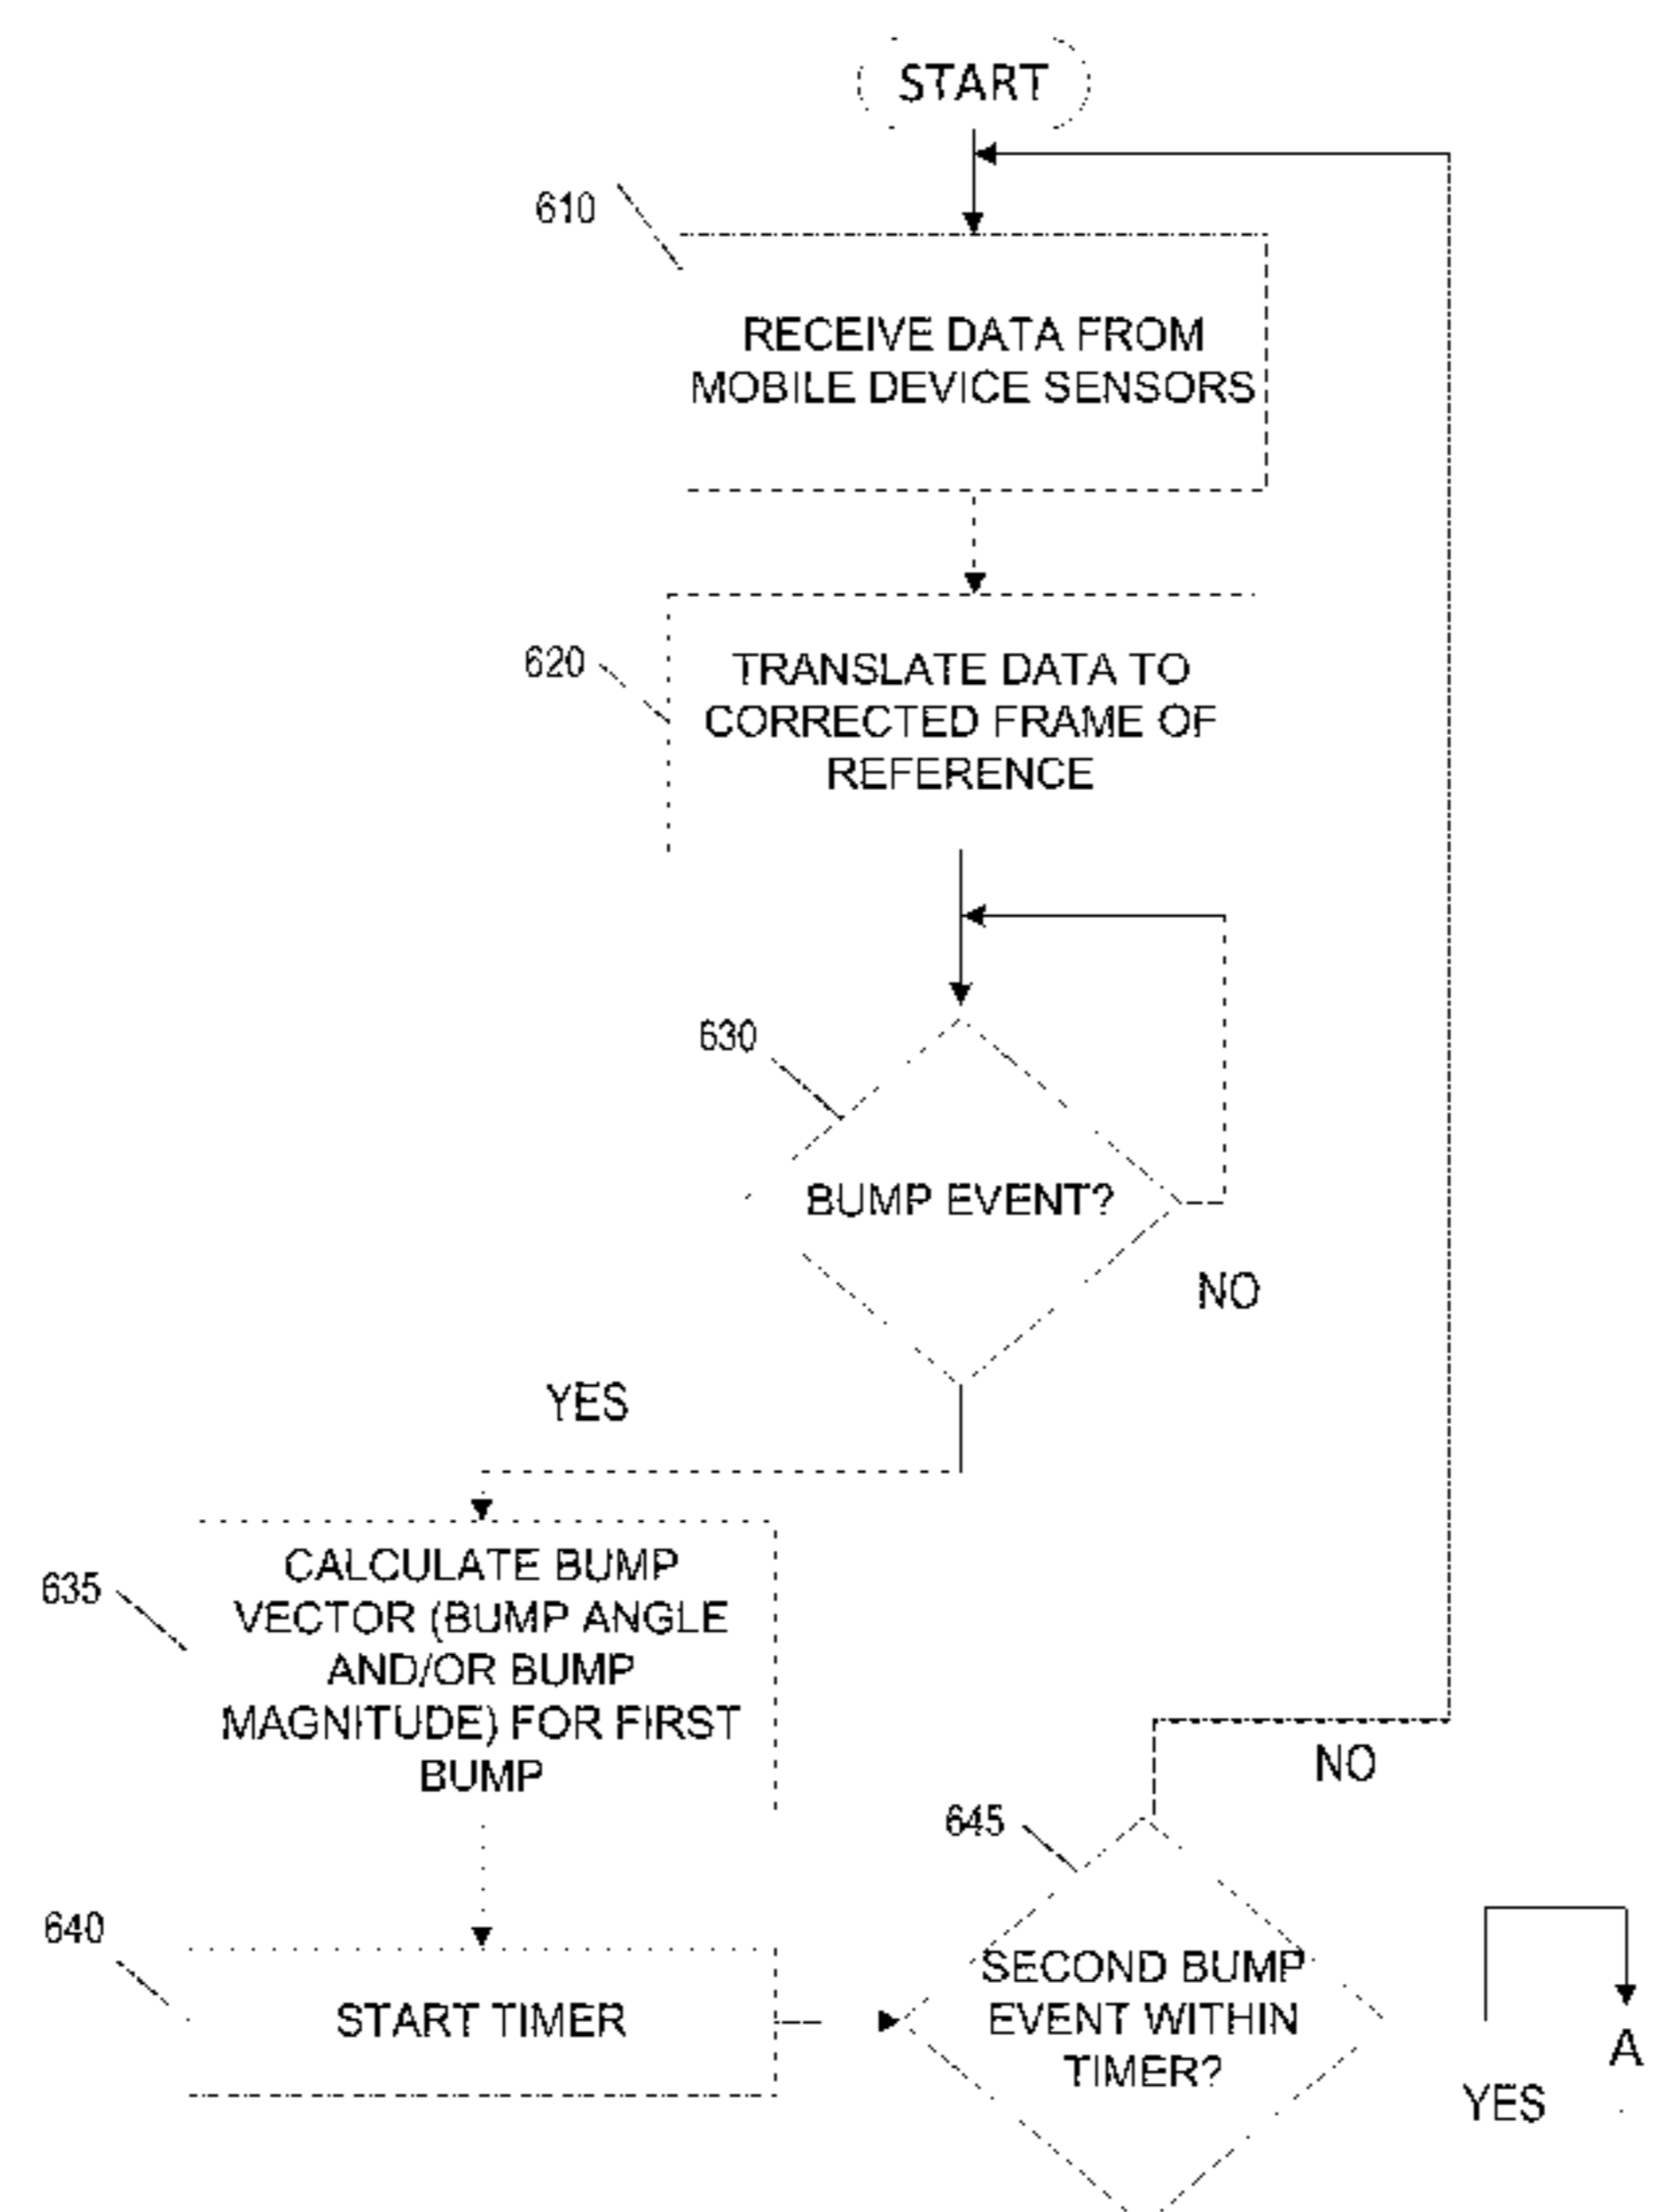 START
610
RECEIVE DATA FROM
MOBILE DEVICE SENSORS
620
TRANSLATE DATA TO
CORRECTED FRAME OF
REFERENCE
630
BUMP EVENT?
NO
YES
635
CALCULATE BUMP
VECTOR (BUMP ANGLE
AND/OR BUMP
MAGNITUDE) FOR FIRST
BUMP
NO
645
640
START TIMER
SECOND BUMP
EVENT WITHIN
TIMER?
A
YES